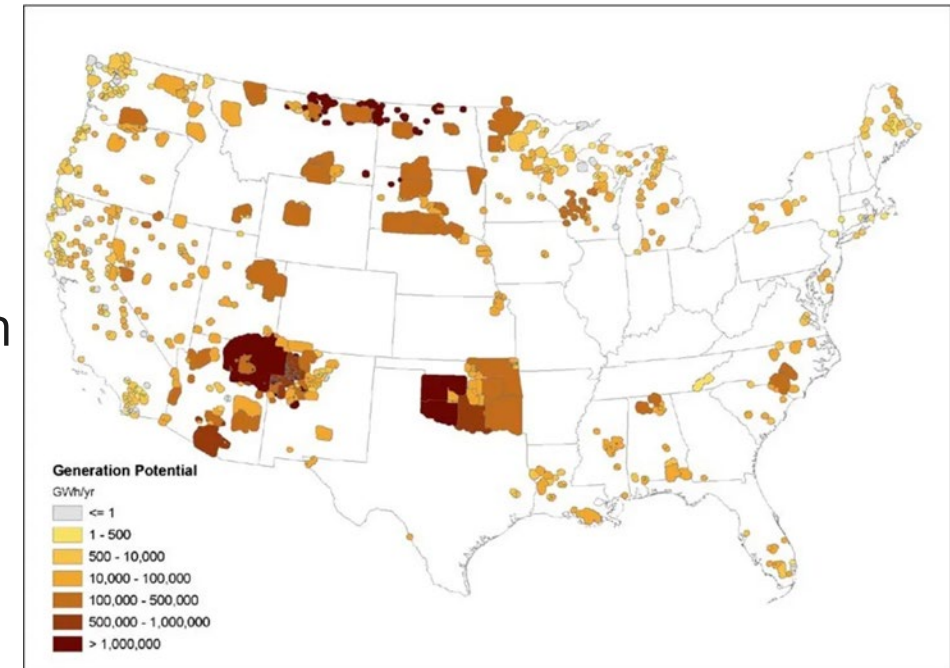 n
Generation Potential
GWh/yr
<= 1
1 - 500
500 - 10,000
10,000 - 100,000
100,000 - 500,000
500,000 - 1,000,000
> 1,000,000